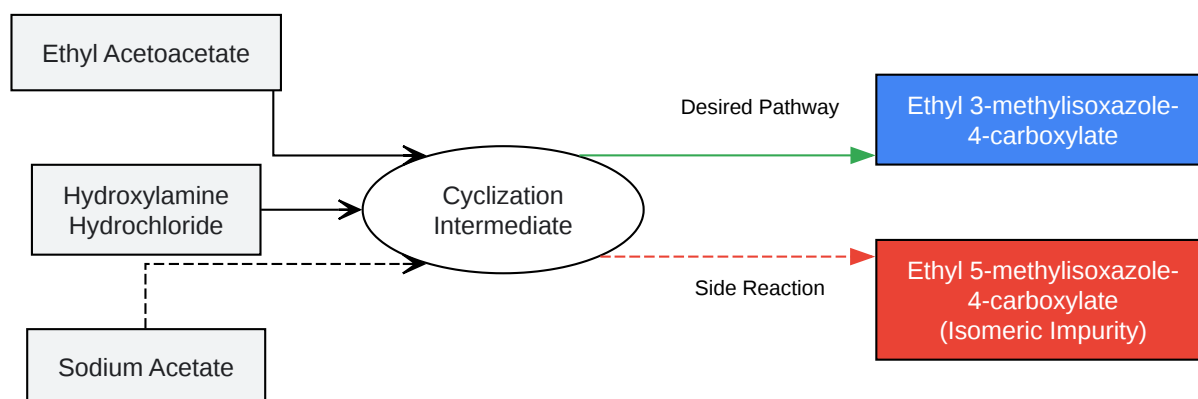 Ethyl Acetoacetate
Hydroxylamine
Hydrochloride
Sodium Acetate
Cyclization
Intermediate
Desired Pathway
Side Reaction
Ethyl 3-methylisoxazole-
4-carboxylate
Ethyl 5-methylisoxazole-
4-carboxylate
(Isomeric Impurity)